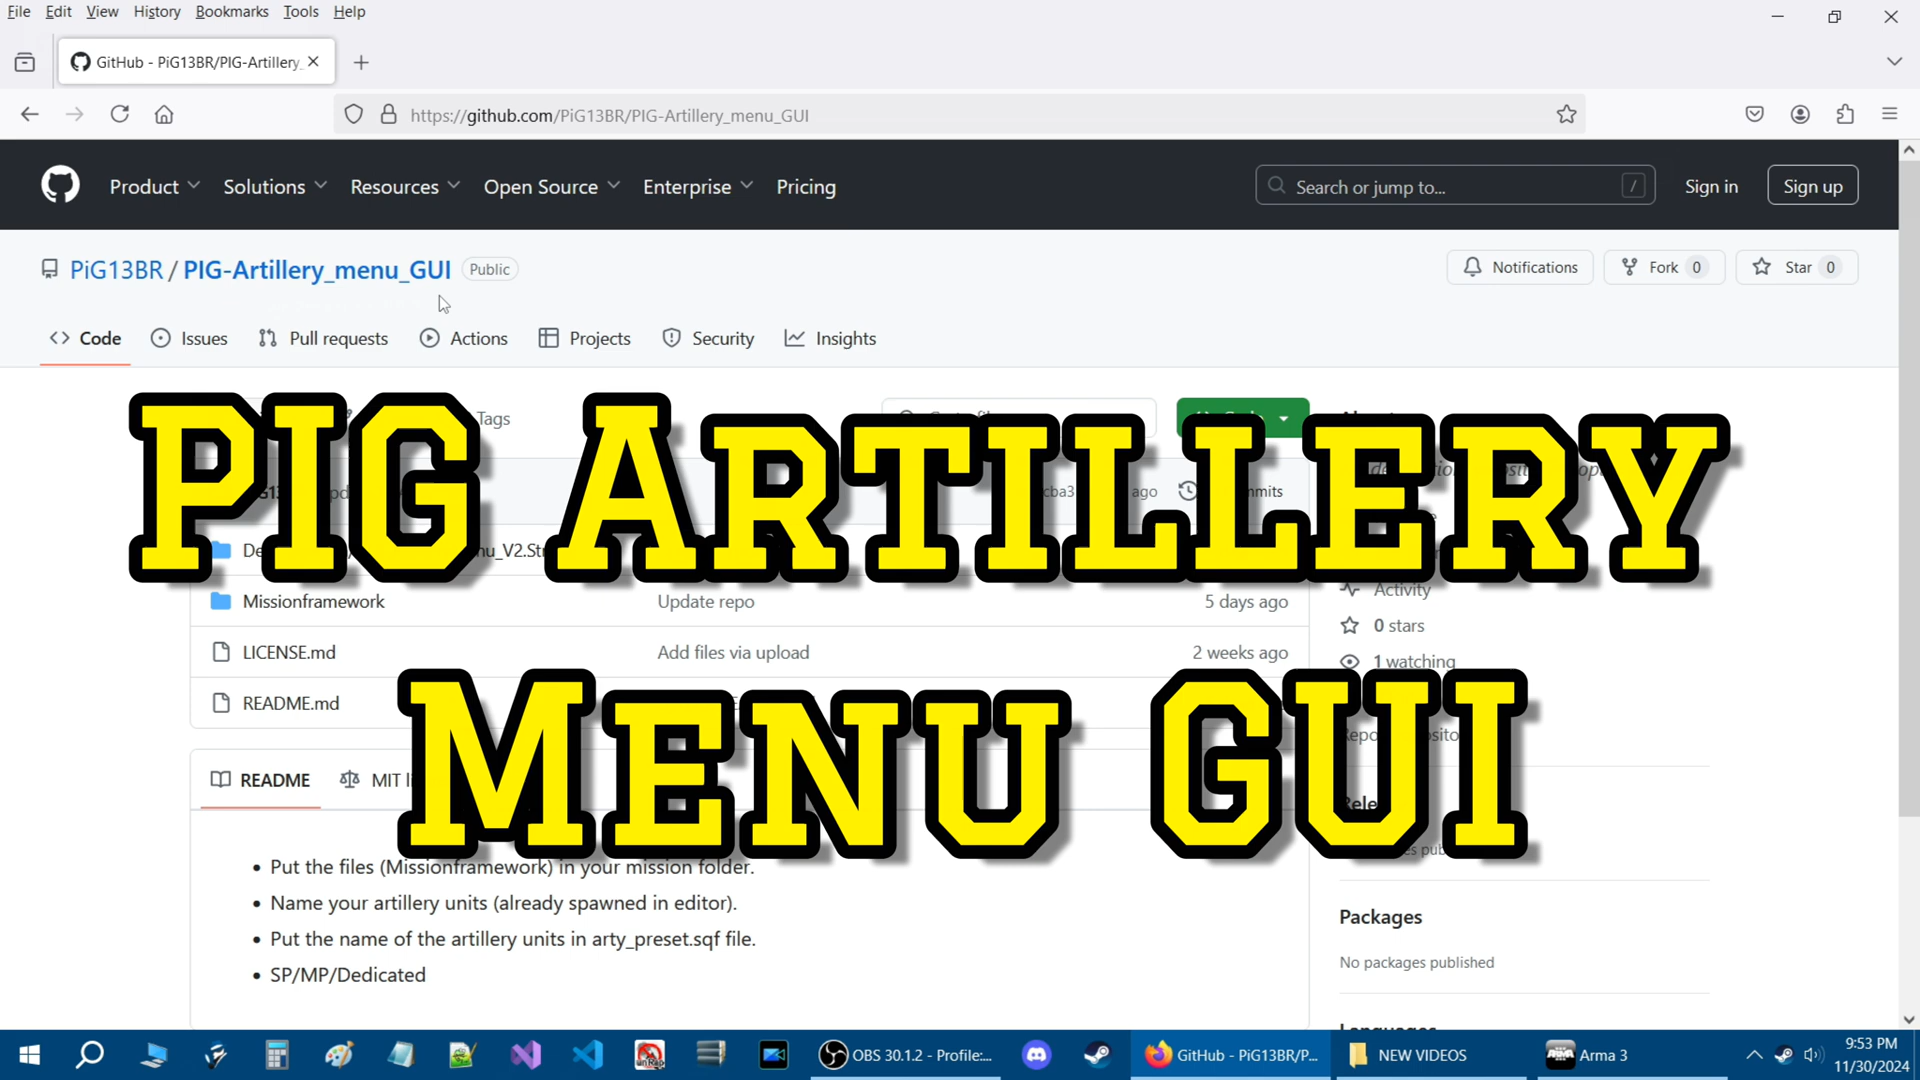 File Edit View History Bookmarks Tools Help
GitHub - PiG13BR/PIG-Artillery_
https://github.com/PiG13BR/PIG-Artillery_menu_GUI
Product Solutions Resources Open Source Enterprise Pricing Search or jump to... / Sign in Sign up
PiG13BR / PIG-Artillery_menu_GUI Public Notifications Fork 0 Star 0
Code Issues Pull requests Actions Projects Security Insights
Tags
PIG Artillery
ago
Missionframework Update repo 5 days ago
Activity
0 stars
LICENSE.md Add files via upload 2 weeks ago
1 watching
README.md
Menu GUI
README MIT
Put the files (Missionframework) in your mission folder.
Name your artillery units (already spawned in editor).
Put the name of the artillery units in arty_preset.sqf file.
SP/MP/Dedicated
Packages
No packages published
Languages
OBS 30.1.2 - Profile:... GitHub - PiG13BR/P... NEW VIDEOS Arma 3 9:53 PM
11/30/2024